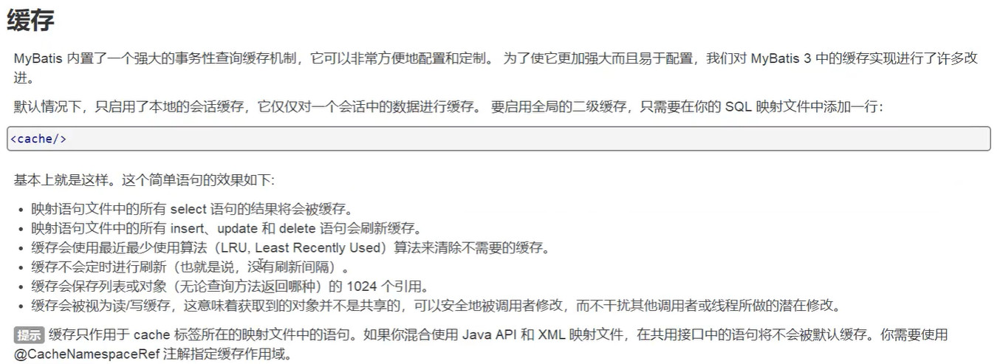 缓存
MyBatis 内置了一个强大的事务性查询缓存机制，它可以非常方便地配置和定制。 为了使它更加强大而且易于配置，我们对 MyBatis 3 中的缓存实现进行了许多改
进。
默认情况下，只启用了本地的会话缓存，它仅仅对一个会话中的数据进行缓存。 要启用全局的二级缓存，只需要在你的 SQL 映射文件中添加一行：
<cache/>
基本上就是这样。这个简单语句的效果如下:
• 映射语句文件中的所有 select 语句的结果将会被缓存。
• 映射语句文件中的所有 insert、update 和 delete 语句会刷新缓存。
• 缓存会使用最近最少使用算法（LRU, Least Recently Used）算法来清除不需要的缓存。
• 缓存不会定时进行刷新（也就是说，没有刷新间隔）。
• 缓存会保存列表或对象（无论查询方法返回哪种）的 1024 个引用。
• 缓存会被视为读/写缓存，这意味着获取到的对象并不是共享的，可以安全地被调用者修改，而不干扰其他调用者或线程所做的潜在修改。
提示 缓存只作用于 cache 标签所在的映射文件中的语句。如果你混合使用 Java API 和 XML 映射文件，在共用接口中的语句将不会被默认缓存。你需要使用
@CacheNamespaceRef 注解指定缓存作用域。